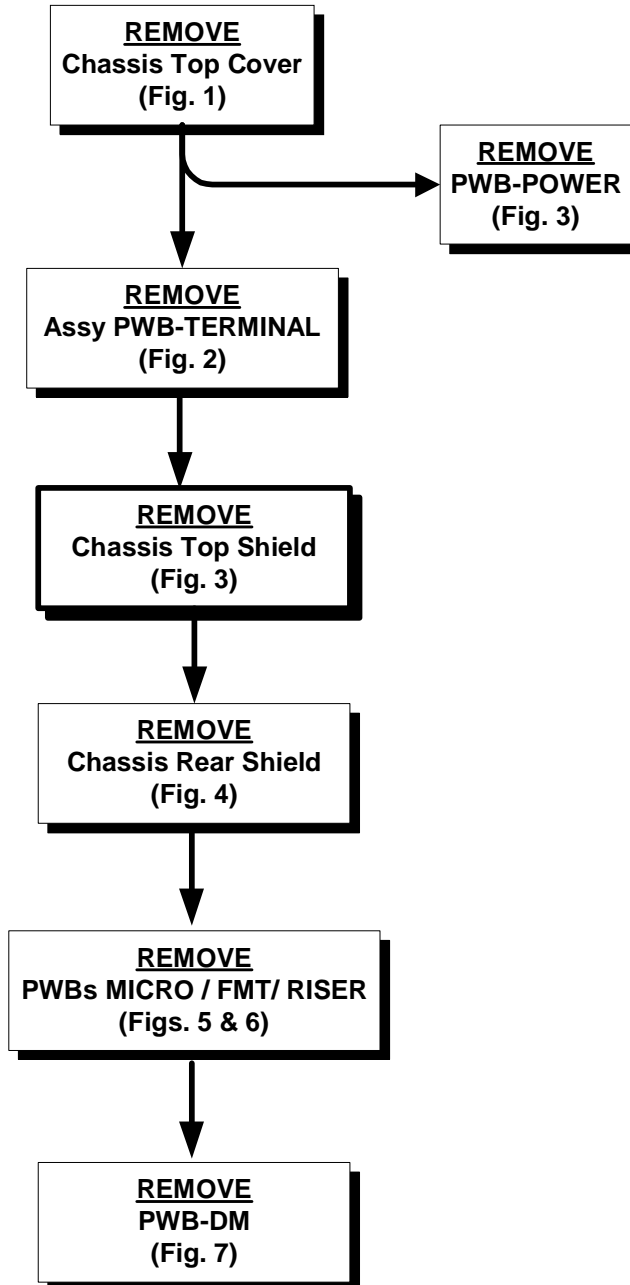 REMOVE
Chassis Top Cover
(Fig. 1)
REMOVE
PWB-POWER
(Fig. 3)
REMOVE
Assy PWB-TERMINAL
(Fig. 2)
REMOVE
Chassis Top Shield
(Fig. 3)
REMOVE
Chassis Rear Shield
(Fig. 4)
REMOVE
PWBs MICRO / FMT/ RISER
(Figs. 5 & 6)
REMOVE
PWB-DM
(Fig. 7)